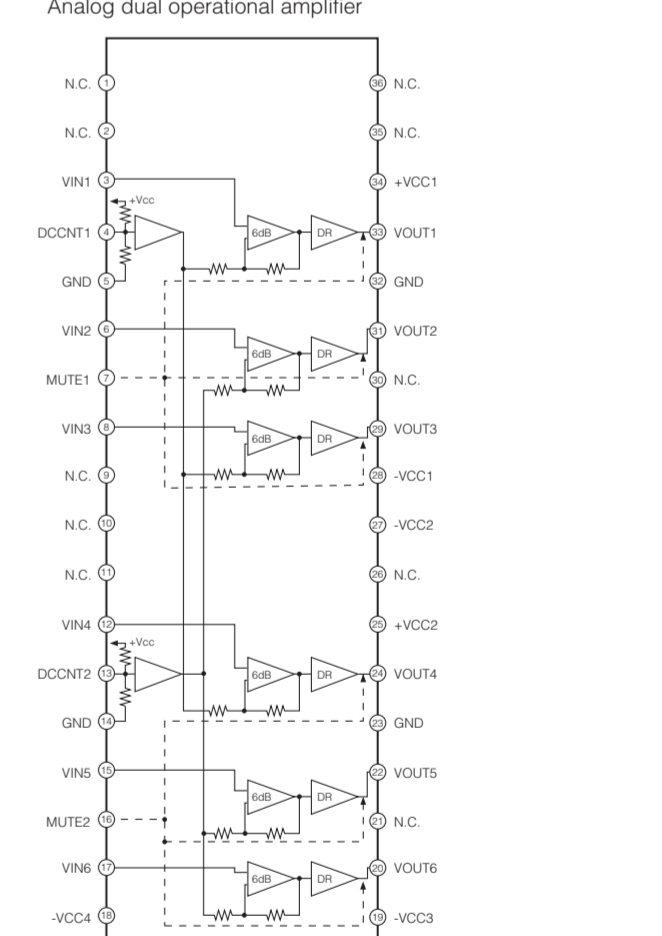 Analog dual operational amplifier
N.C. 1
36 N.C.
N.C. 2
35 N.C.
VIN1 3
34 +VCC1
+Vcc
DCCNT1 4
6dB
DR
33 VOUT1
GND 5
32 GND
VIN2 6
31 VOUT2
6dB
DR
MUTE1 7
30 N.C.
VIN3 8
29 VOUT3
6dB
DR
N.C. 9
28 -VCC1
N.C. 10
27 -VCC2
N.C. 11
26 N.C.
VIN4 12
25 +VCC2
+Vcc
DCCNT2 13
6dB
DR
24 VOUT4
GND 14
23 GND
VIN5 15
22 VOUT5
6dB
DR
MUTE2 16
21 N.C.
VIN6 17
20 VOUT6
6dB
DR
-VCC4 18
19 -VCC3